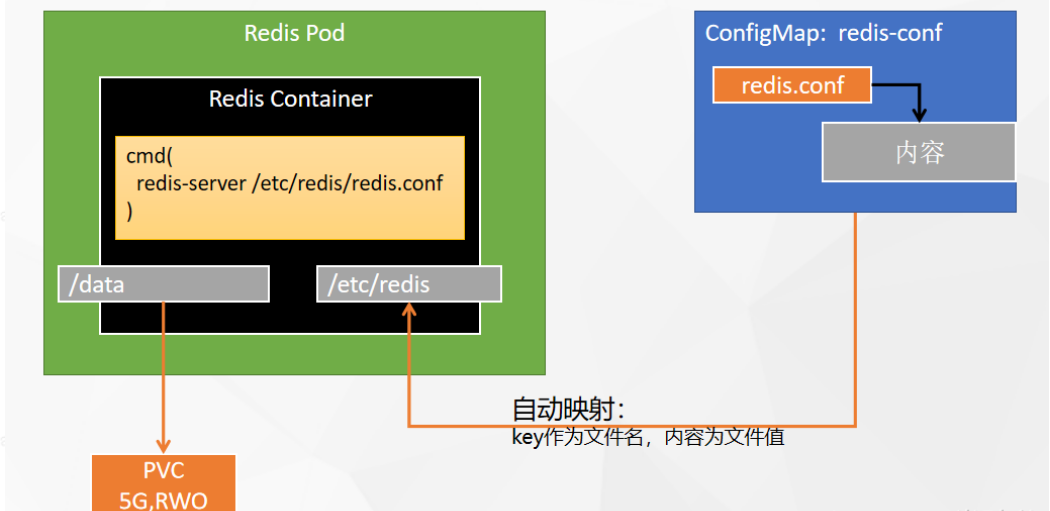 Redis Pod
Redis Container
cmd(
redis-server /etc/redis/redis.conf
)
/data
/etc/redis
ConfigMap: redis-conf
redis.conf
内容
自动映射：
key作为文件名，内容为文件值
PVC
5G,RWO